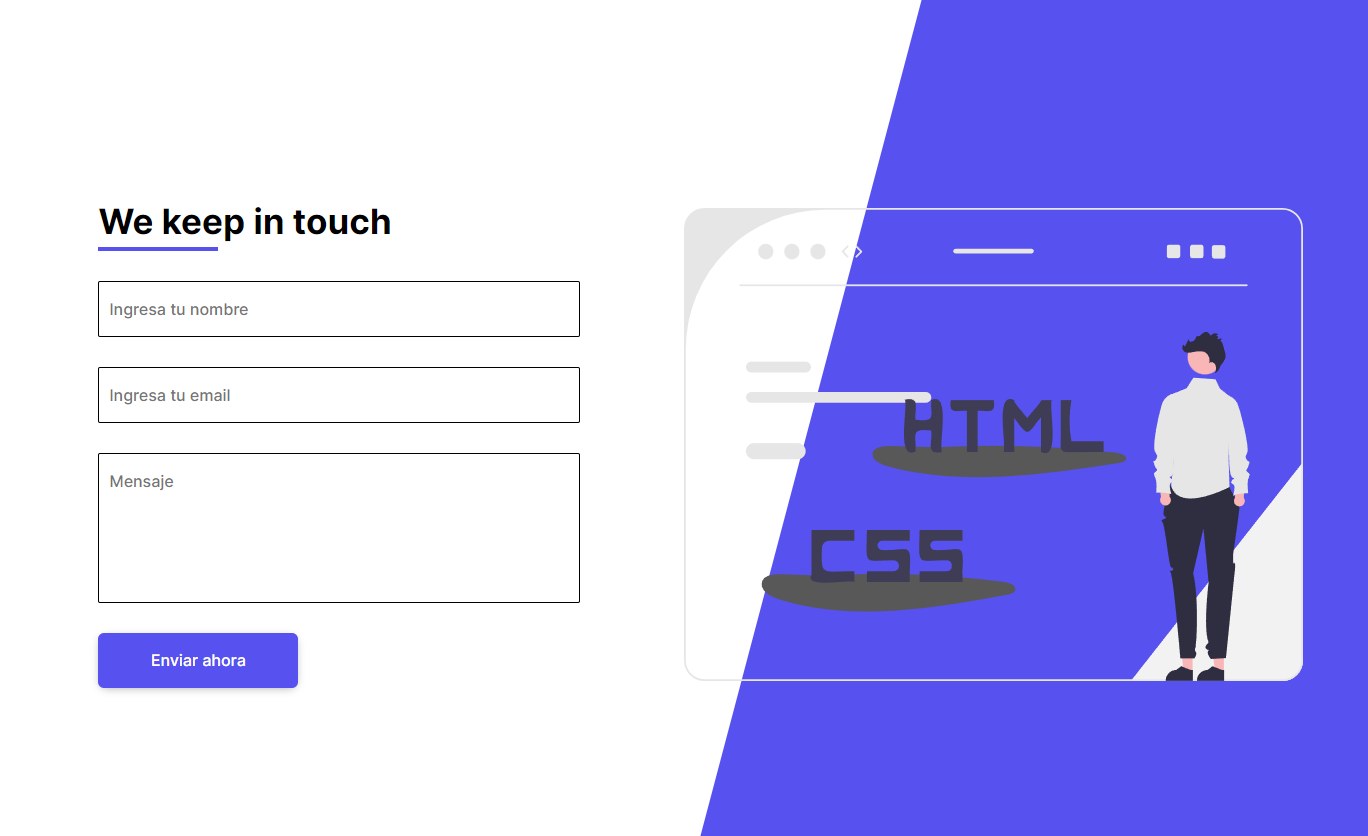 We keep in touch
Ingresa tu nombre
Ingresa tu email
Mensaje
Enviar ahora
HTML
CSS